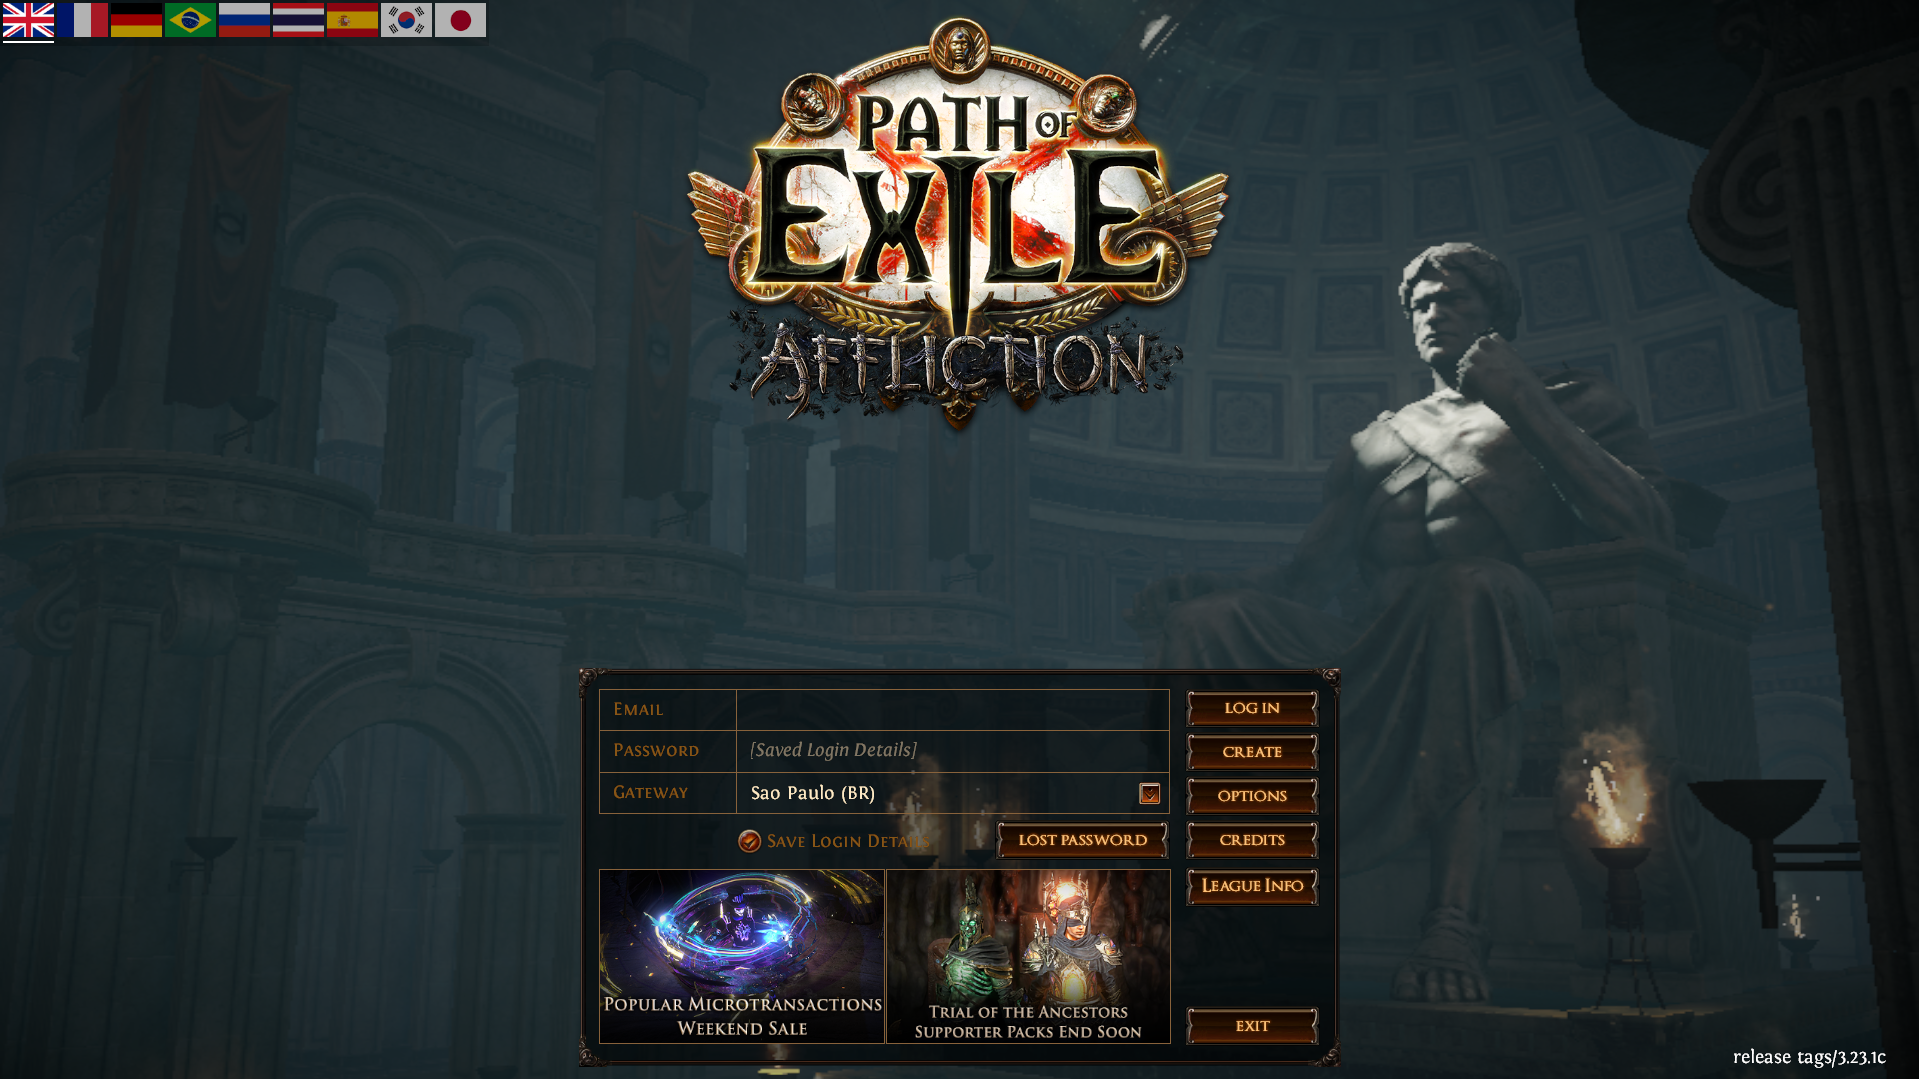 PATH OF
EXILE
AFFLICTION
EMAIL
PASSWORD
[Saved Login Details]
GATEWAY
Sao Paulo (BR)
SAVE LOGIN DETAILS
LOST PASSWORD
LOG IN
CREATE
OPTIONS
CREDITS
LEAGUE INFO
POPULAR MICROTRANSACTIONS
WEEKEND SALE
TRIAL OF THE ANCESTORS
SUPPORTER PACKS END SOON
EXIT
release tags/3.23.1c